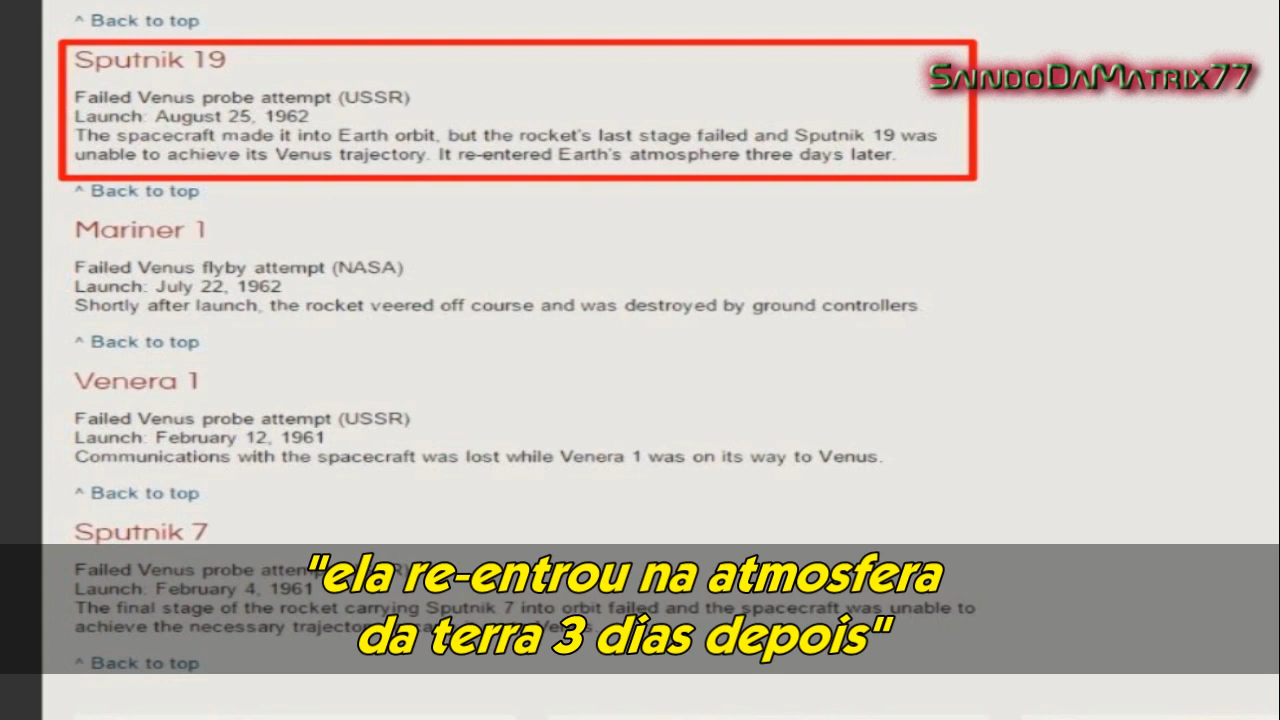 ^ Back to top
Sputnik 19
SaindoDaMatrix77
Failed Venus probe attempt (USSR)
Launch: August 25, 1962
The spacecraft made it into Earth orbit, but the rocket's last stage failed and Sputnik 19 was
unable to achieve its Venus trajectory. It re-entered Earth's atmosphere three days later.
^ Back to top
Mariner 1
Failed Venus flyby attempt (NASA)
Launch: July 22, 1962
Shortly after launch, the rocket veered off course and was destroyed by ground controllers.
^ Back to top
Venera 1
Failed Venus probe attempt (USSR)
Launch: February 12, 1961
Communications with the spacecraft was lost while Venera 1 was on its way to Venus.
^ Back to top
Sputnik 7
Failed Venus probe attem
Launch: February 4, 1961
The final stage of the rocket carrying Sputnik 7 into orbit failed and the spacecraft was unable to
achieve the necessary trajecto
"ela re-entrou na atmosfera
da terra 3 dias depois"
^ Back to top